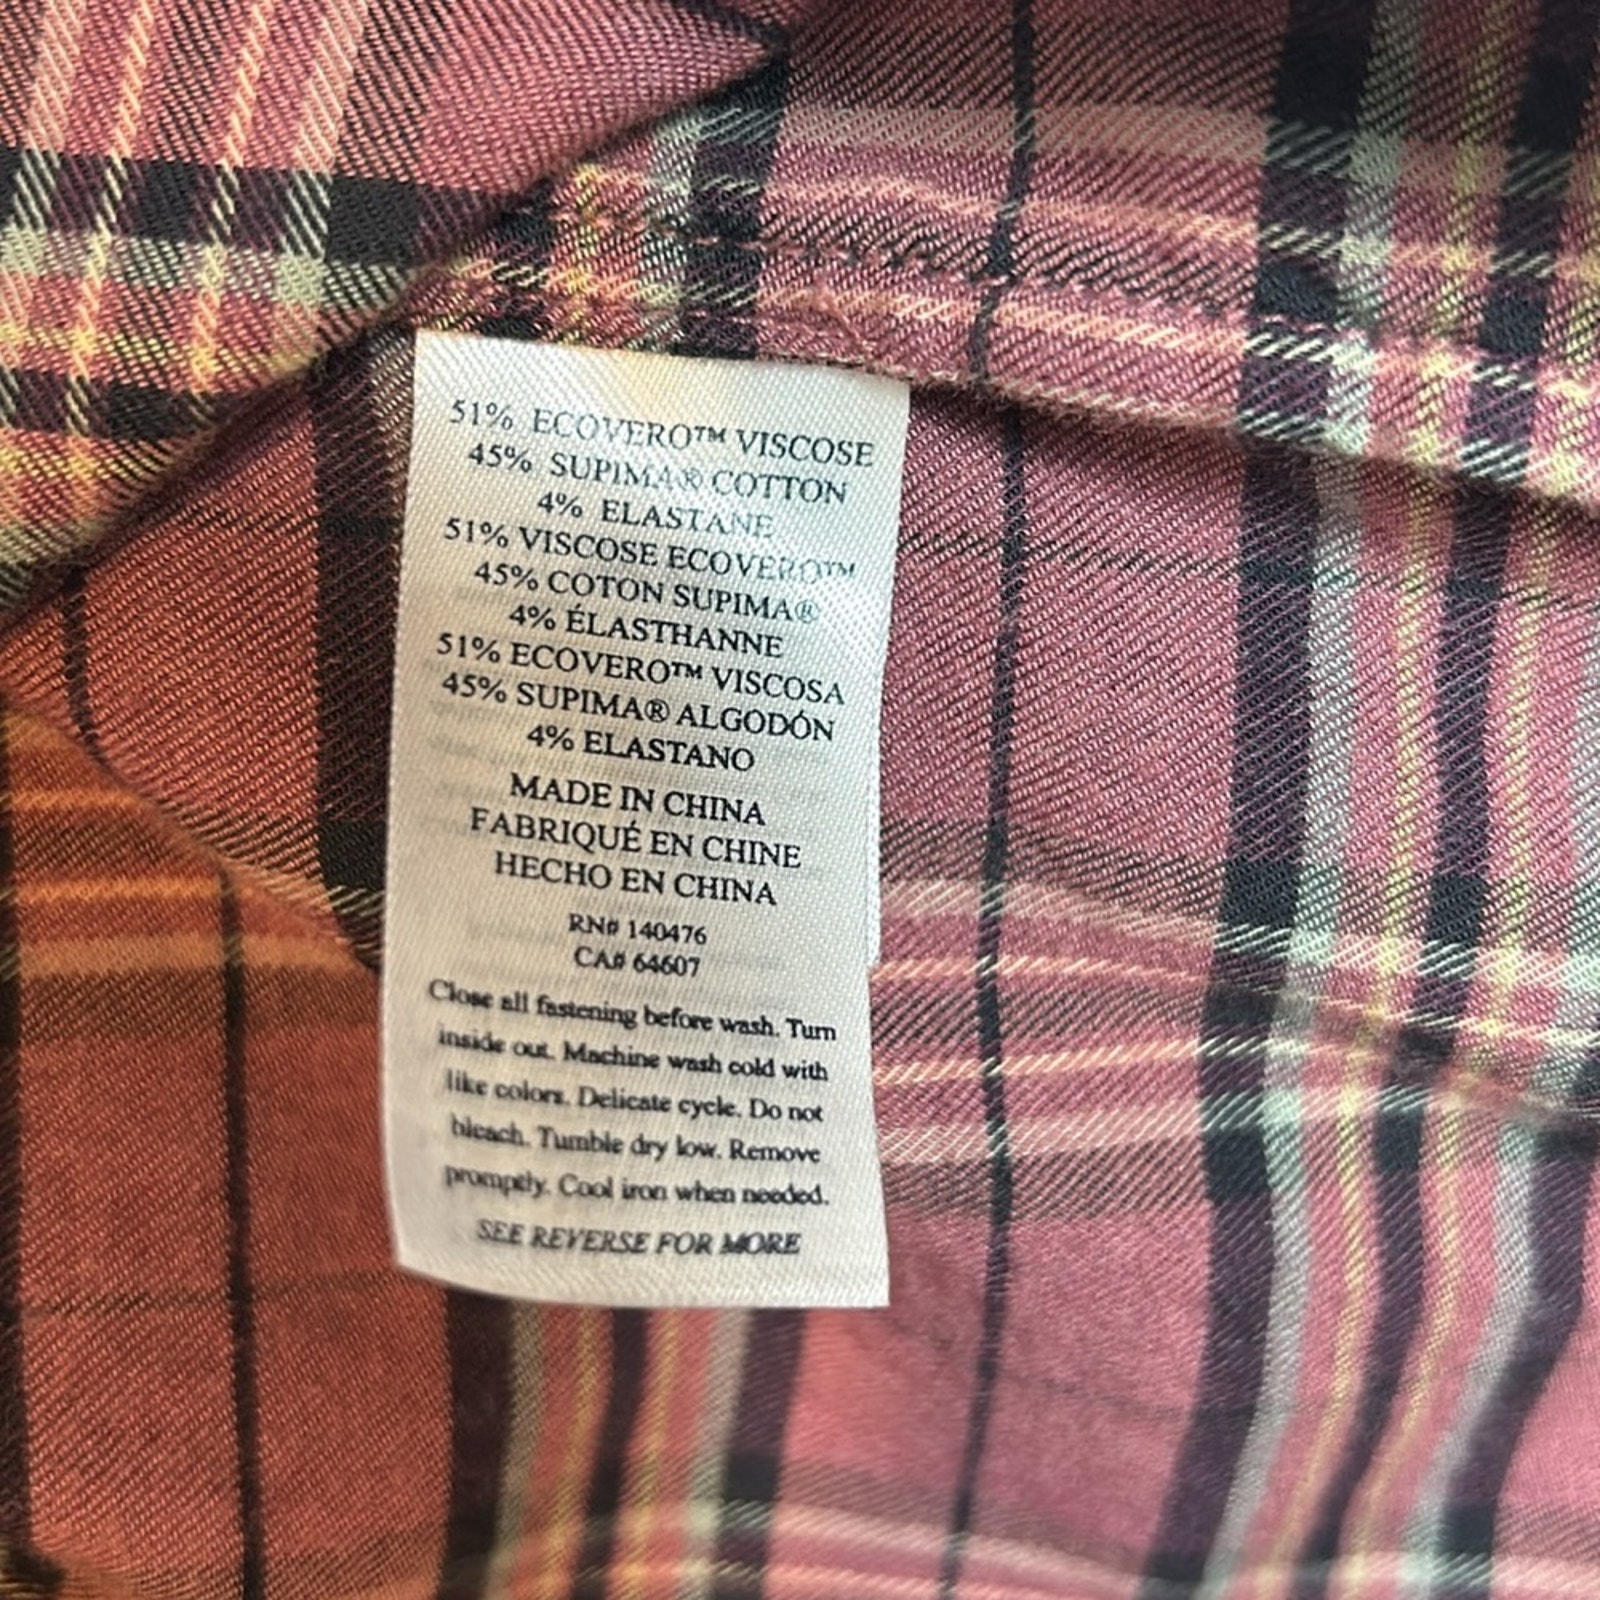 51% ECOVERO™ VISCOSE
45% SUPIMA® COTTON
4% ELASTANE
51% VISCOSE ECOVERO™
45% COTON SUPIMA®
4% ÉLASTHANNE
51% ECOVERO™ VISCOSA
45% SUPIMA® ALGODÓN
4% ELASTANO
MADE IN CHINA
FABRIQUÉ EN CHINE
HECHO EN CHINA
RN# 140476
CA# 64607
Close all fastening before wash. Turn
inside out. Machine wash cold with
like colors. Delicate cycle. Do not
bleach. Tumble dry low. Remove
promptly. Cool iron when needed.
SEE REVERSE FOR MORE